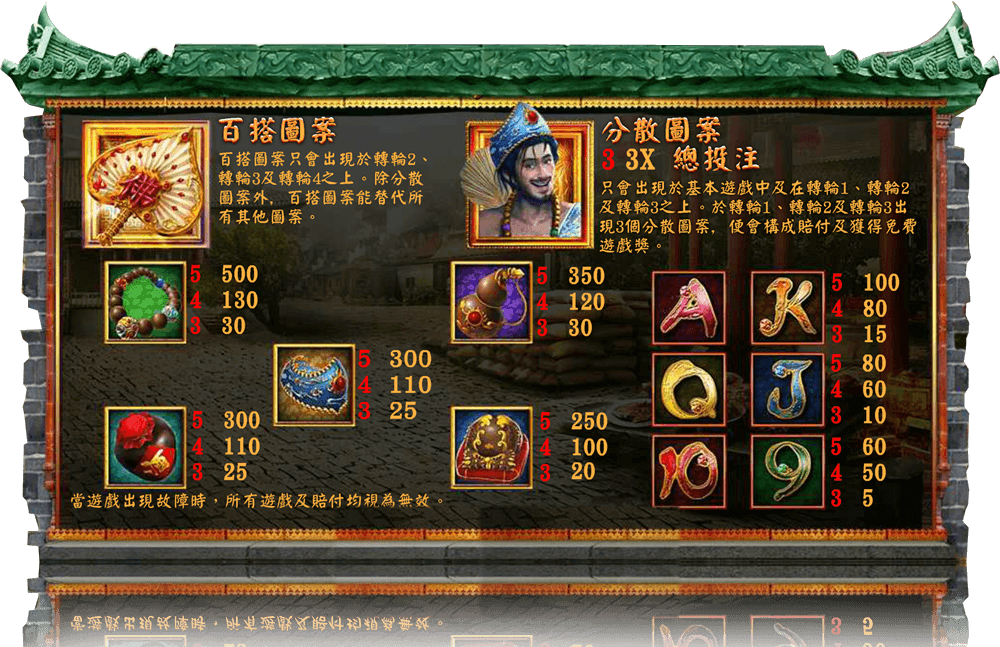 百搭圖案
百搭圖案只會出現於轉輪2、
轉輪3及轉輪4之上。除分散
圖案外，百搭圖案能替代所
有其他圖案。
分散圖案
3 3X 總投注
只會出現於基本遊戲中及在轉輪1、轉輪2
及轉輪3之上。於轉輪1、轉輪2及轉輪3出
現3個分散圖案，便會構成賠付及獲得免費
遊戲獎。
5 500
4 130
3 30
5 350
4 120
3 30
5 300
4 110
3 25
5 300
4 110
3 25
5 250
4 100
3 20
A K
5 100
4 80
3 15
Q J
5 80
4 60
3 10
10 9
5 60
4 50
3 5
當遊戲出現故障時，所有遊戲及賠付均視為無效。